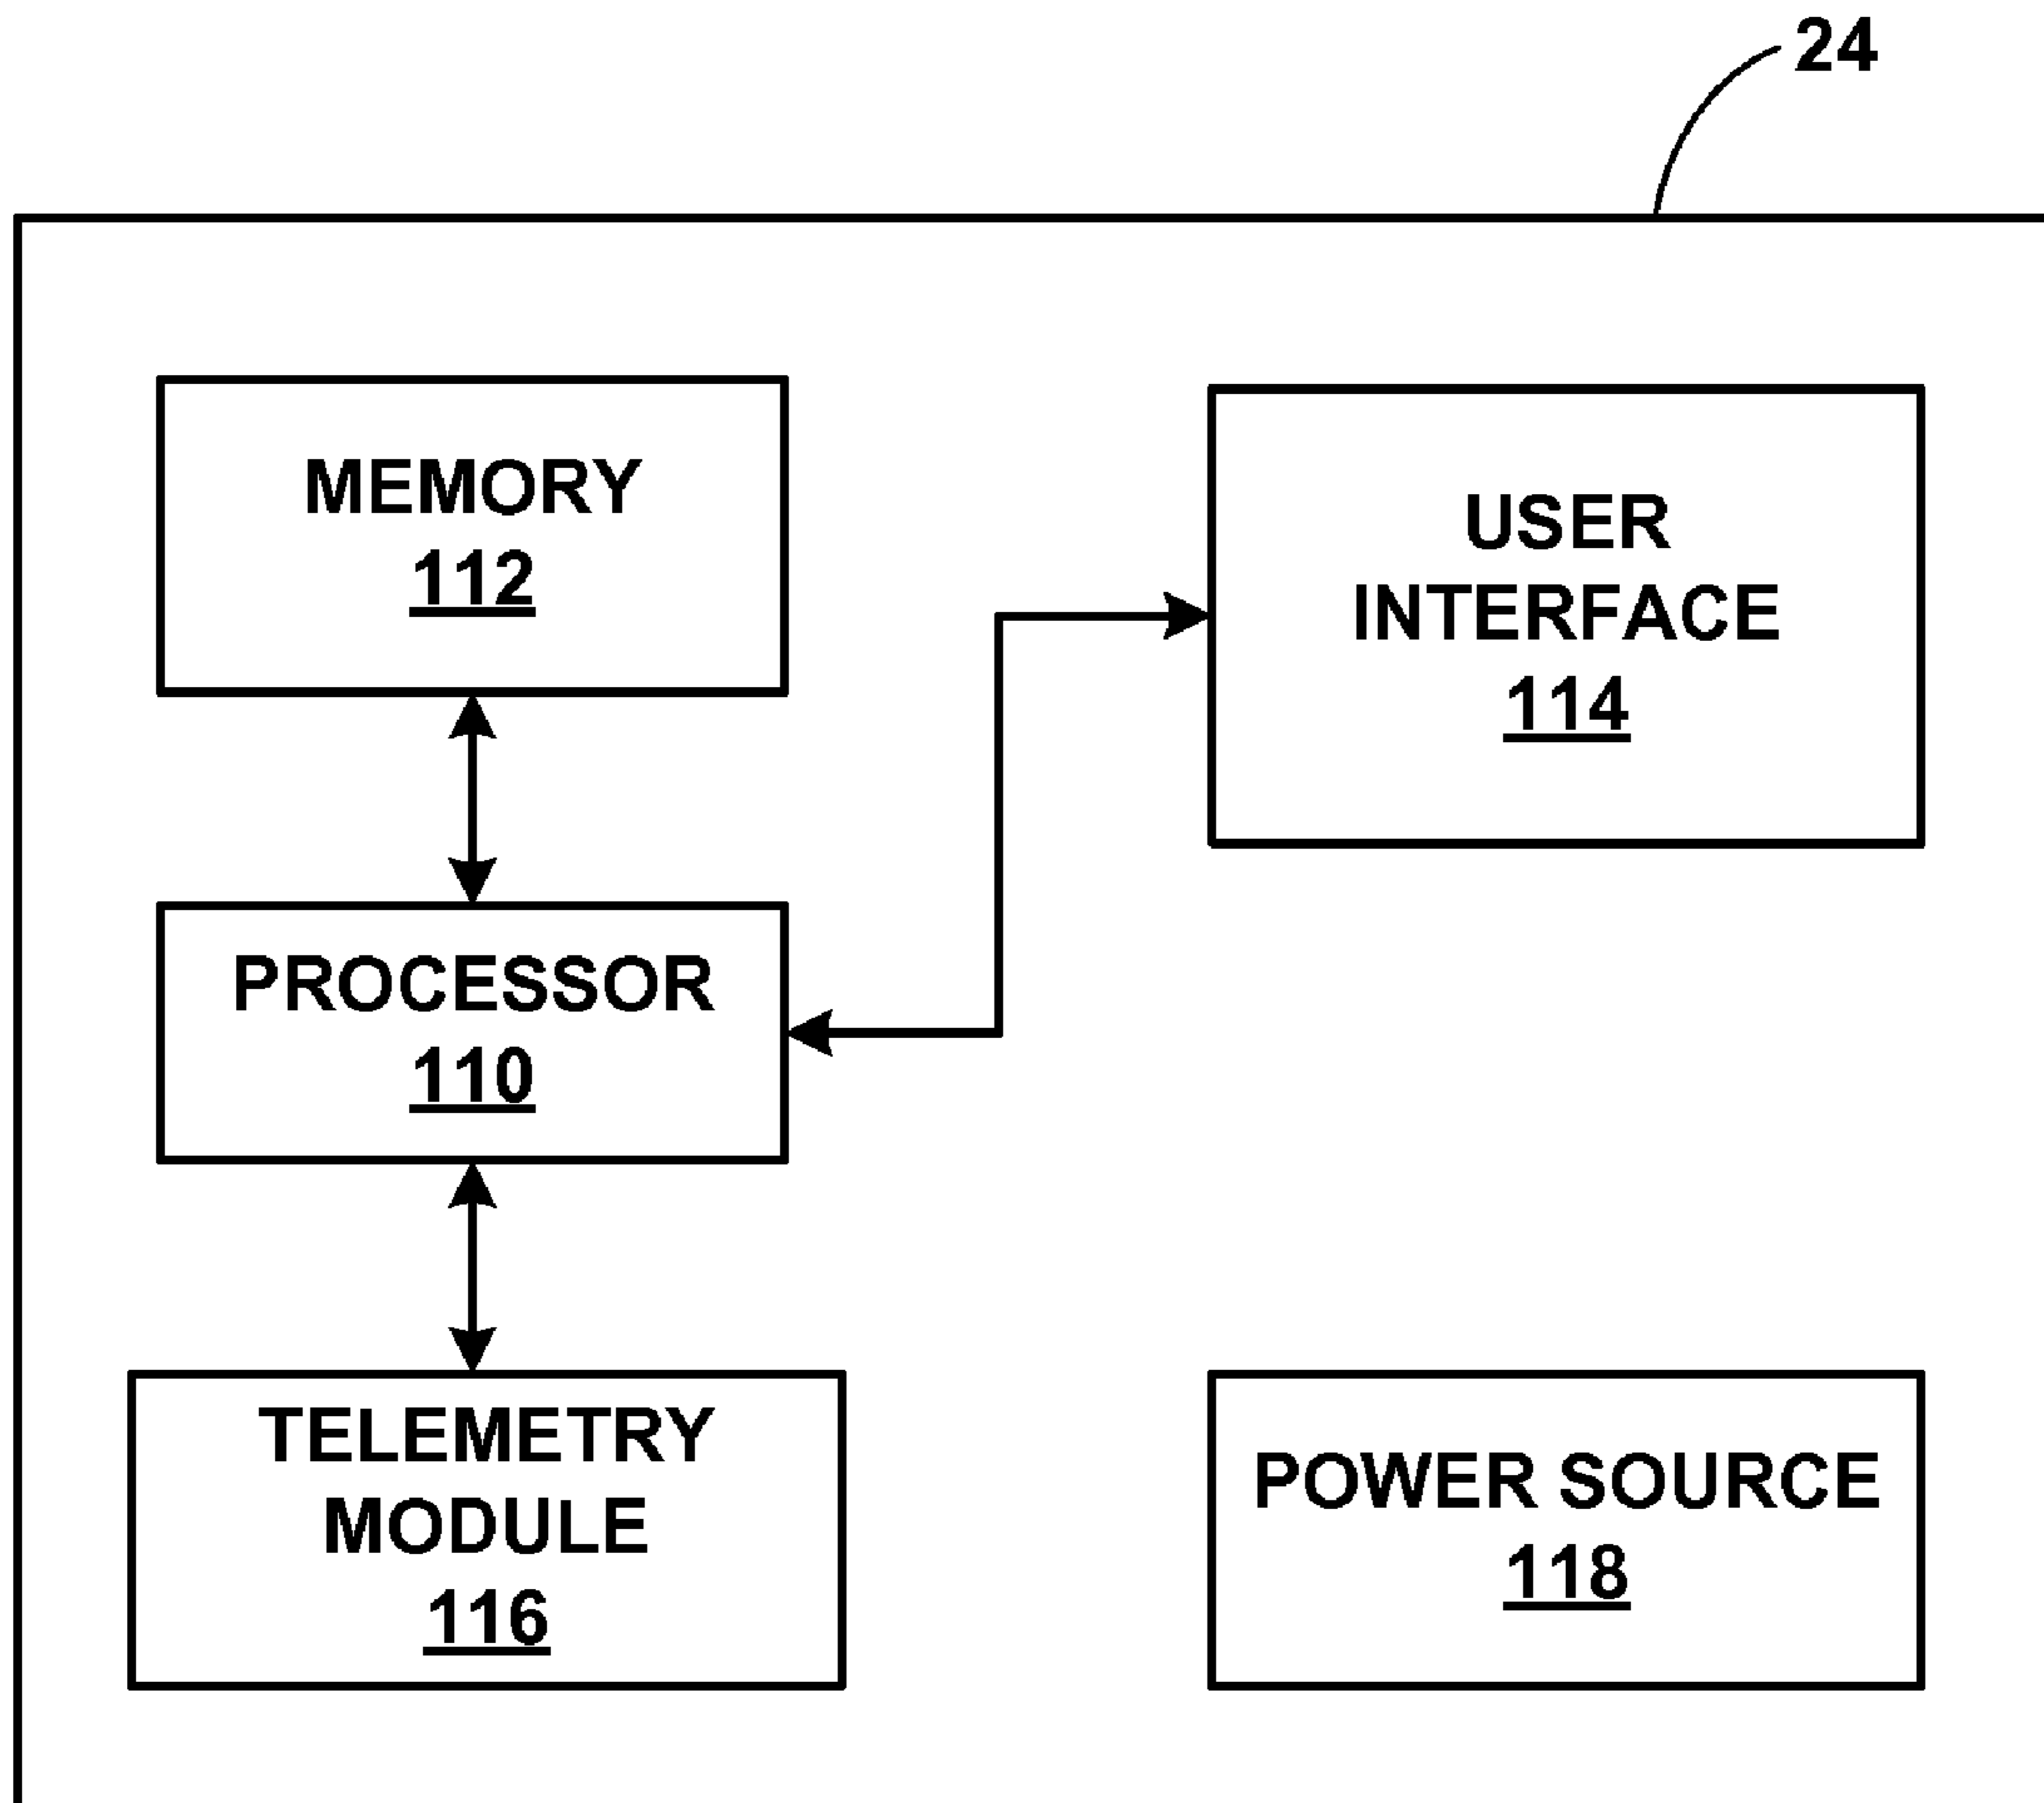 24
MEMORY
112
USER
INTERFACE
114
PROCESSOR
110
TELEMETRY
MODULE
116
POWER SOURCE
118